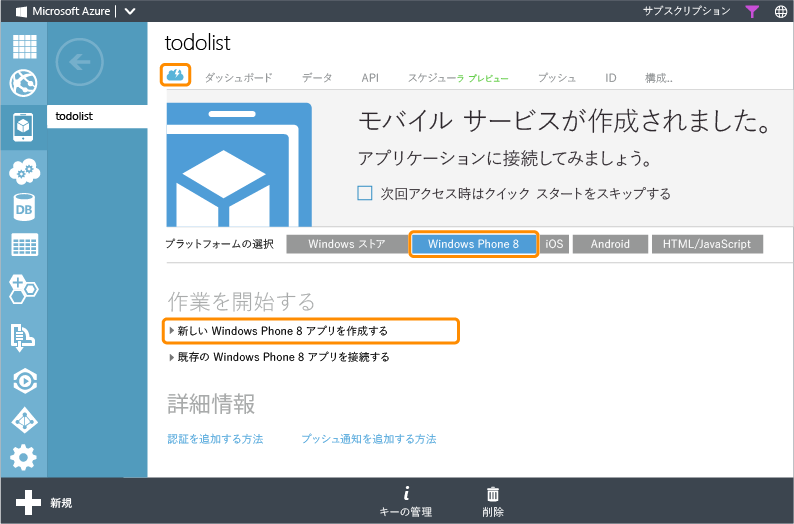 Microsoft Azure
サブスクリプション
todolist
todolist
ダッシュボード データ API スケジューラ プレビュー プッシュ ID 構成..
モバイル サービスが作成されました。
アプリケーションに接続してみましょう。
次回アクセス時はクイック スタートをスキップする
プラットフォームの選択 Windows ストア Windows Phone 8 iOS Android HTML/JavaScript
作業を開始する
新しい Windows Phone 8 アプリを作成する
既存の Windows Phone 8 アプリを接続する
詳細情報
認証を追加する方法 プッシュ通知を追加する方法
DB
新規
キーの管理
削除